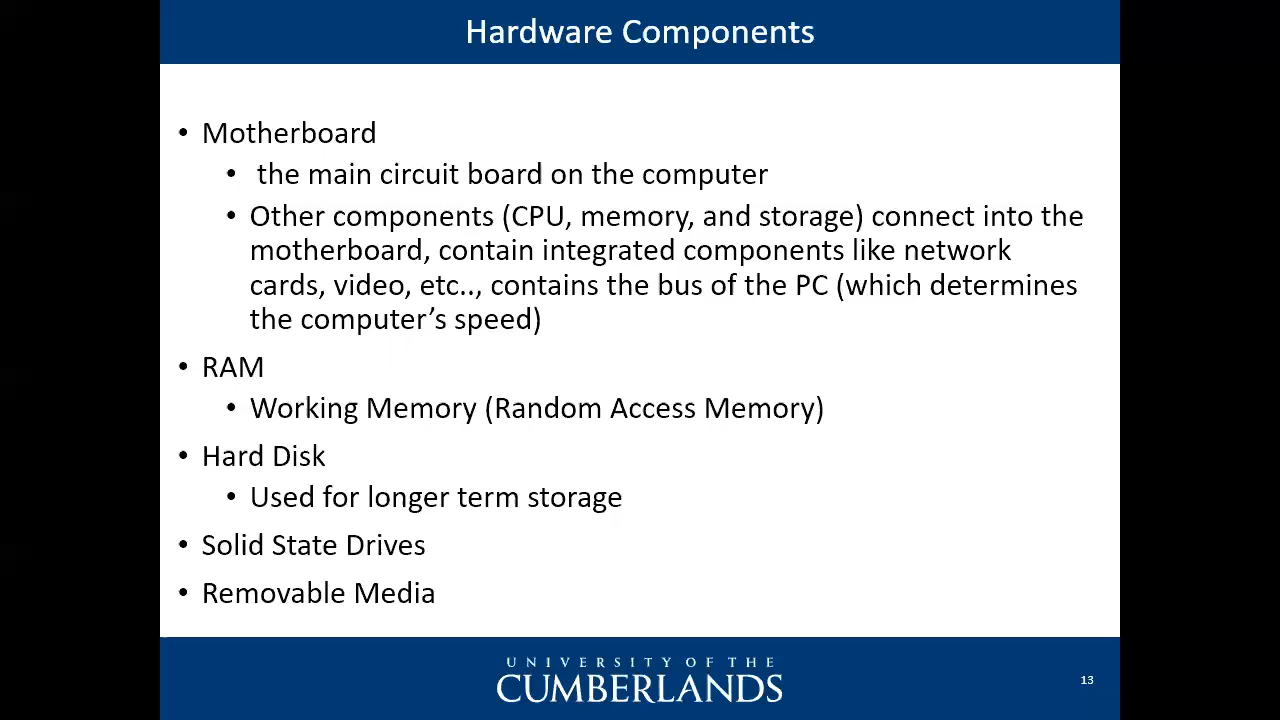 Hardware Components
• Motherboard
• the main circuit board on the computer
• Other components (CPU, memory, and storage) connect into the
motherboard, contain integrated components like network
cards, video, etc.., contains the bus of the PC (which determines
the computer’s speed)
• RAM
• Working Memory (Random Access Memory)
• Hard Disk
• Used for longer term storage
• Solid State Drives
• Removable Media
UNIVERSITY OF THE
CUMBERLANDS
13